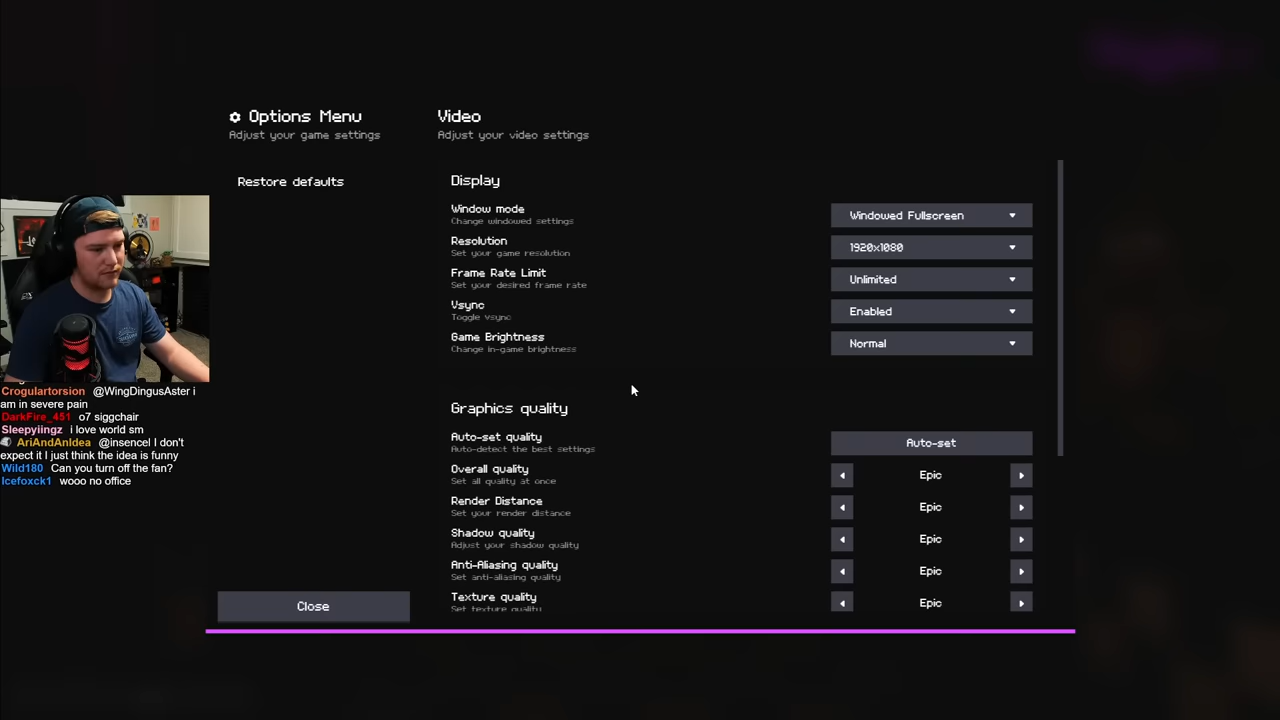 Options Menu
Adjust your game settings
Restore defaults
Close
Video
Adjust your video settings
Display
Window mode
Change windowed settings
Windowed Fullscreen
Resolution
Set your game resolution
1920x1080
Frame Rate Limit
Set your desired frame rate
Unlimited
Vsync
Toggle vsync
Enabled
Game Brightness
Change in-game brightness
Normal
Graphics quality
Auto-set quality
Auto-detect the best settings
Auto-set
Overall quality
Set all quality at once
Epic
Render Distance
Set your render distance
Epic
Shadow quality
Adjust your shadow quality
Epic
Anti-Aliasing quality
Set anti-aliasing quality
Epic
Texture quality
Set texture quality
Epic
Crogulartorsion @WingDingusAster i
am in severe pain
DarkFire_451 o7 siggchair
Sleepyiingz i love world sm
AriAndAnIdea @insencel I don't
expect it I just think the idea is funny
Wild180 Can you turn off the fan?
Icefoxck1 wooo no office